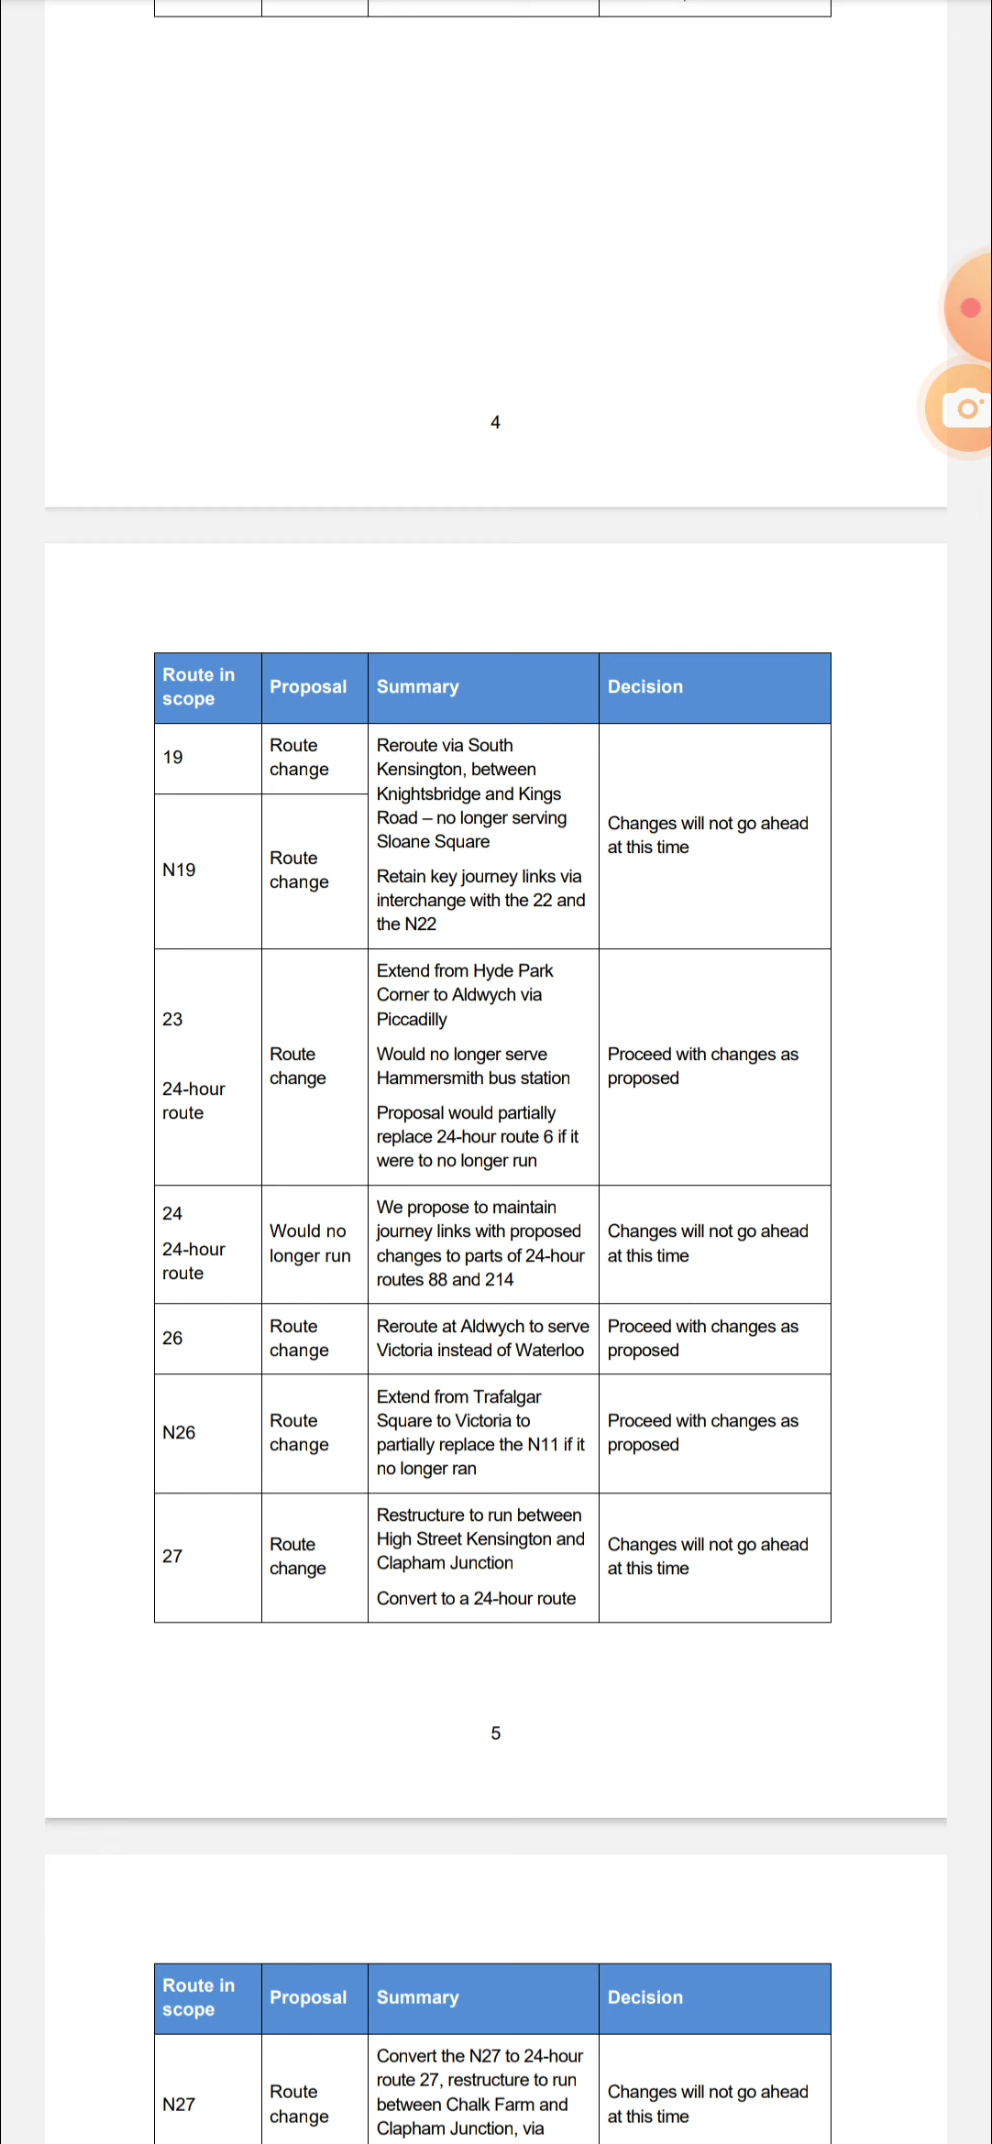 4
Route in
scope
Proposal
Summary
Decision
19
Route
change
Reroute via South
Kensington, between
Knightsbridge and Kings
Road – no longer serving
Sloane Square
Retain key journey links via
interchange with the 22 and
the N22
Changes will not go ahead
at this time
N19
Route
change
23
24-hour
route
Route
change
Extend from Hyde Park
Corner to Aldwych via
Piccadilly
Would no longer serve
Hammersmith bus station
Proposal would partially
replace 24-hour route 6 if it
were to no longer run
Proceed with changes as
proposed
24
24-hour
route
Would no
longer run
We propose to maintain
journey links with proposed
changes to parts of 24-hour
routes 88 and 214
Changes will not go ahead
at this time
26
Route
change
Reroute at Aldwych to serve
Victoria instead of Waterloo
Proceed with changes as
proposed
N26
Route
change
Extend from Trafalgar
Square to Victoria to
partially replace the N11 if it
no longer ran
Proceed with changes as
proposed
27
Route
change
Restructure to run between
High Street Kensington and
Clapham Junction
Convert to a 24-hour route
Changes will not go ahead
at this time
5
Route in
scope
Proposal
Summary
Decision
N27
Route
change
Convert the N27 to 24-hour
route 27, restructure to run
between Chalk Farm and
Clapham Junction, via
Changes will not go ahead
at this time